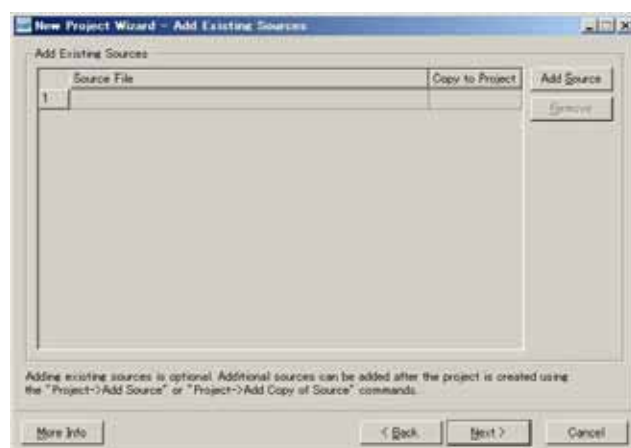 New Project Wizard - Add Existing Sources
Add Existing Sources
Source File
Copy to Project
Add Source
1
Remove
Adding existing sources is optional. Additional sources can be added after the project is created using
the "Project->Add Source" or "Project->Add Copy of Source" commands.
More Info
< Back
Next >
Cancel